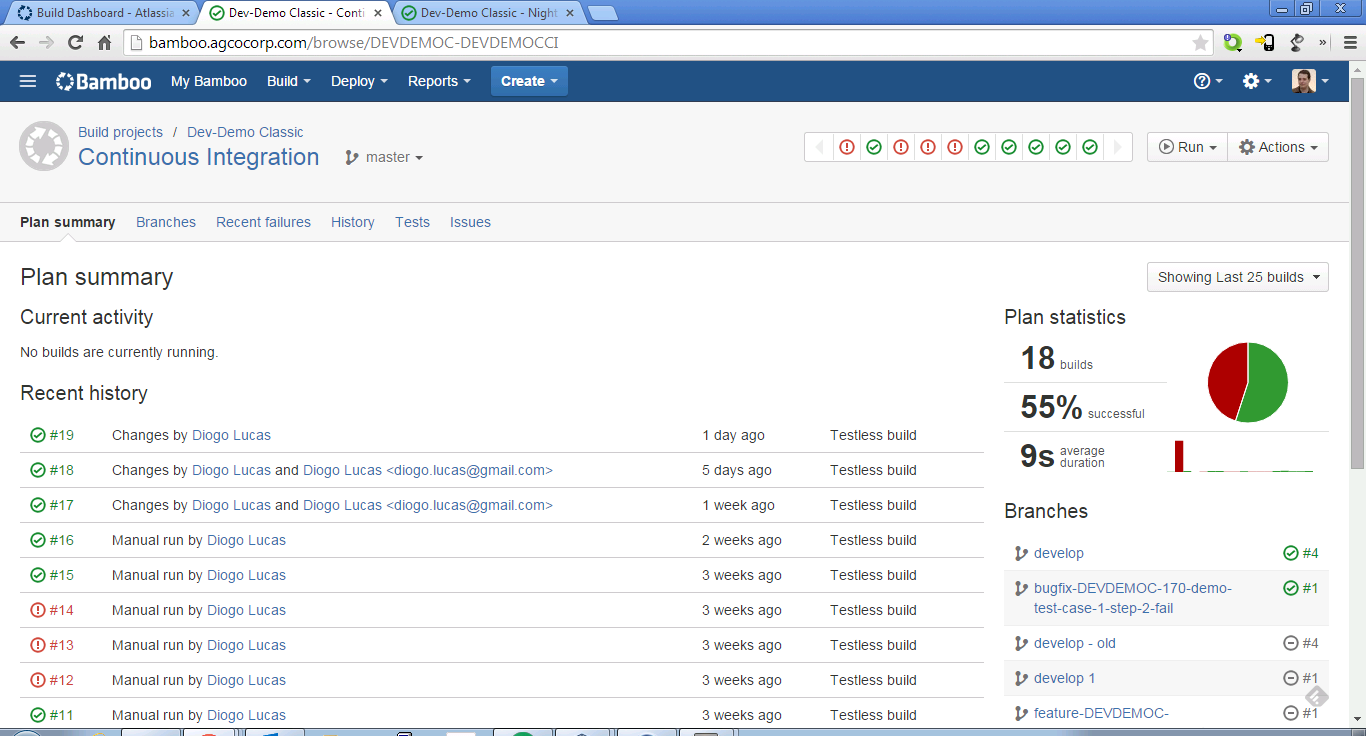 Build Dashboard - Atlassia
Dev-Demo Classic - Conti
Dev-Demo Classic - Night
bamboo.agcocorp.com/browse/DEVDEMOC-DEVDEMOCCI
Bamboo My Bamboo Build Deploy Reports Create
Build projects / Dev-Demo Classic
Continuous Integration master
Run Actions
Plan summary Branches Recent failures History Tests Issues
Plan summary
Showing Last 25 builds
Current activity
No builds are currently running.
Recent history
#19 Changes by Diogo Lucas 1 day ago Testless build
#18 Changes by Diogo Lucas and Diogo Lucas <diogo.lucas@gmail.com> 5 days ago Testless build
#17 Changes by Diogo Lucas and Diogo Lucas <diogo.lucas@gmail.com> 1 week ago Testless build
#16 Manual run by Diogo Lucas 2 weeks ago Testless build
#15 Manual run by Diogo Lucas 3 weeks ago Testless build
#14 Manual run by Diogo Lucas 3 weeks ago Testless build
#13 Manual run by Diogo Lucas 3 weeks ago Testless build
#12 Manual run by Diogo Lucas 3 weeks ago Testless build
#11 Manual run by Diogo Lucas 3 weeks ago Testless build
Plan statistics
18 builds
55% successful
9s average
duration
Branches
develop #4
bugfix-DEVDEMOC-170-demo- #1
test-case-1-step-2-fail
develop - old #4
develop 1 #1
feature-DEVDEMOC- #1